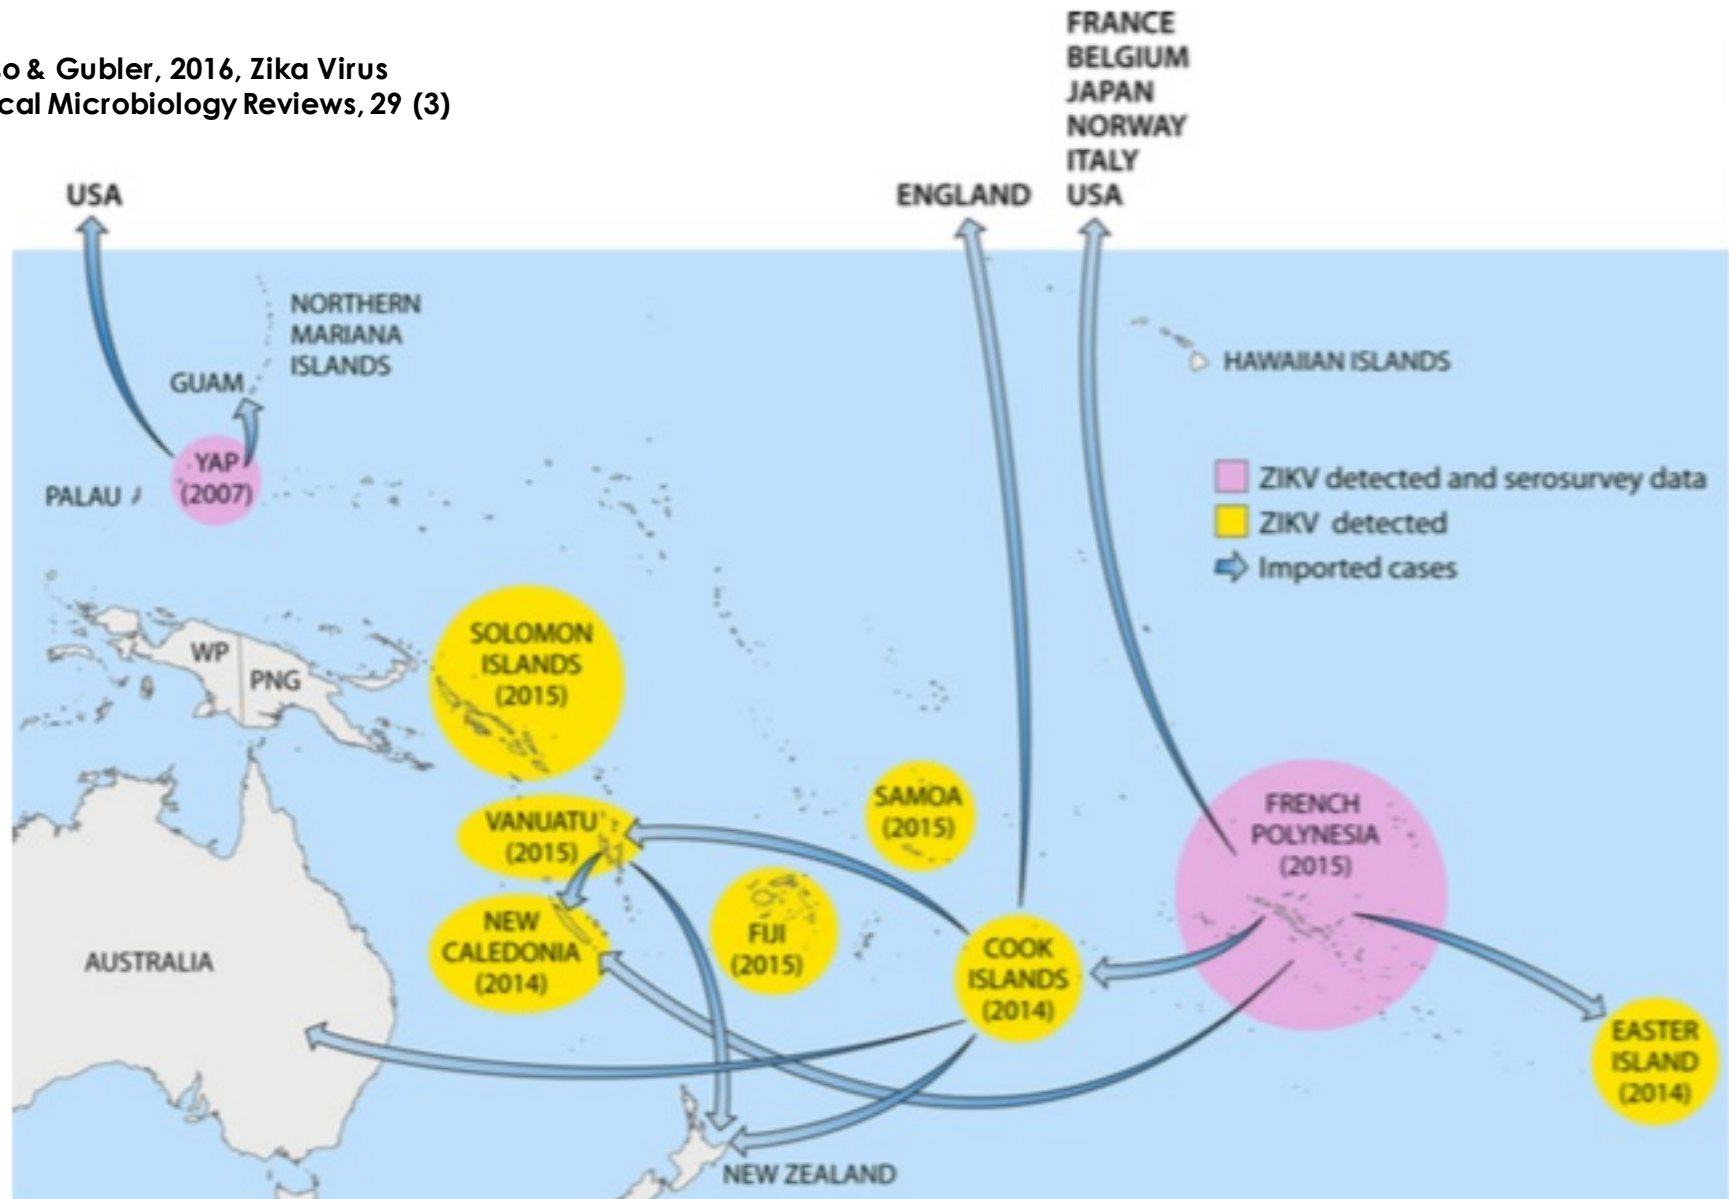 so & Gubler, 2016, Zika Virus
cal Microbiology Reviews, 29 (3)
FRANCE
BELGIUM
JAPAN
NORWAY
ITALY
USA
ENGLAND
USA
NORTHERN
MARIANA
ISLANDS
GUAM
HAWAIIAN ISLANDS
YAP
(2007)
PALAU
ZIKV detected and serosurvey data
ZIKV detected
Imported cases
WP
PNG
SOLOMON
ISLANDS
(2015)
VANUATU
(2015)
SAMOA
(2015)
FRENCH
POLYNESIA
(2015)
NEW
CALEDONIA
(2014)
FIJI
(2015)
COOK
ISLANDS
(2014)
AUSTRALIA
EASTER
ISLAND
(2014)
NEW ZEALAND